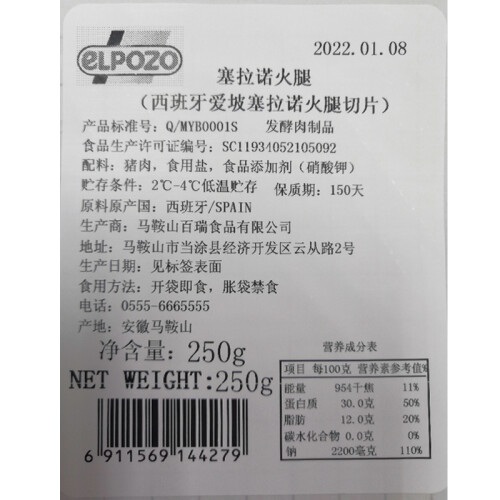 ELPOZO
2022.01.08
塞拉诺火腿
（西班牙爱坡塞拉诺火腿切片）
产品标准号：Q/MYB0001S 发酵肉制品
食品生产许可证编号：SC11934052105092
配料：猪肉，食用盐，食品添加剂（硝酸钾）
贮存条件：2℃-4℃低温贮存 保质期：150天
原料原产国：西班牙/SPAIN
生产商：马鞍山百瑞食品有限公司
地址：马鞍山市当涂县经济开发区云从路2号
生产日期：见标签表面
食用方法：开袋即食，胀袋禁食
电话：0555-6665555
产地：安徽马鞍山
净含量：250g
NET WEIGHT:250g
营养成分表
项目 每100克 营养素参考值%
能量 954千焦 11%
蛋白质 30.0克 50%
脂肪 12.0克 20%
碳水化合物 0.0克 0%
钠 2200毫克 110%
6 911569 144279